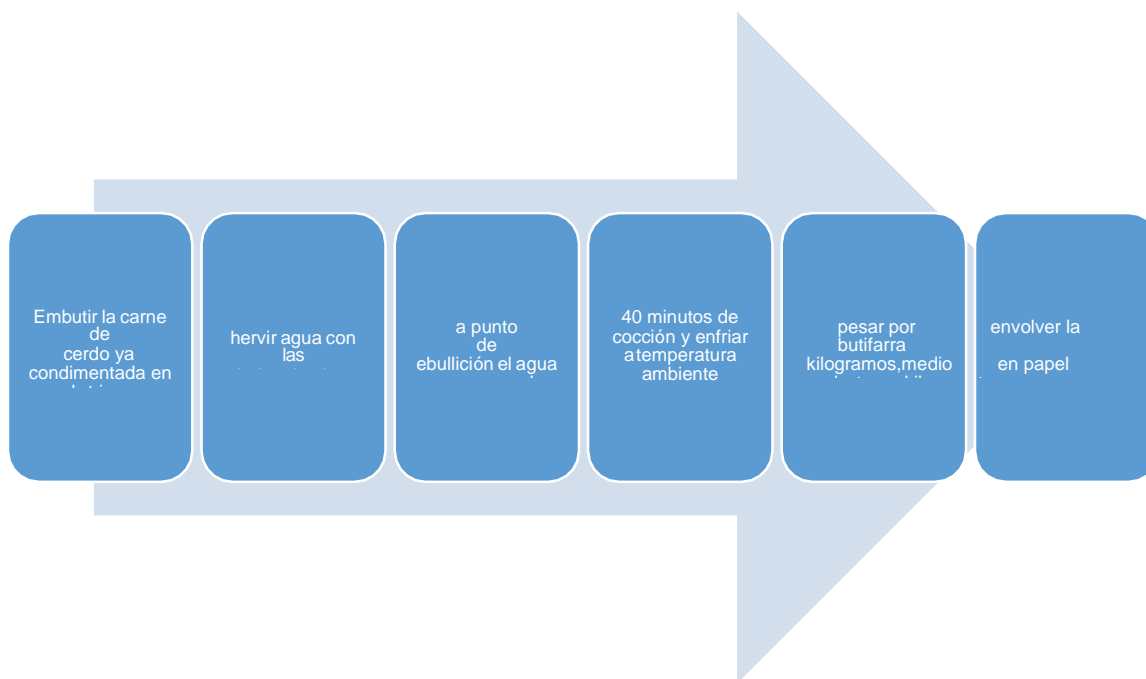 Embutir la carne
de
cerdo ya
condimentada en
hervir agua con
las
a punto
de
ebullición el agua
40 minutos de
cocción y enfriar
atemperatura
ambiente
pesar por
butifarra
kilogramos,medio
envolver la
en papel